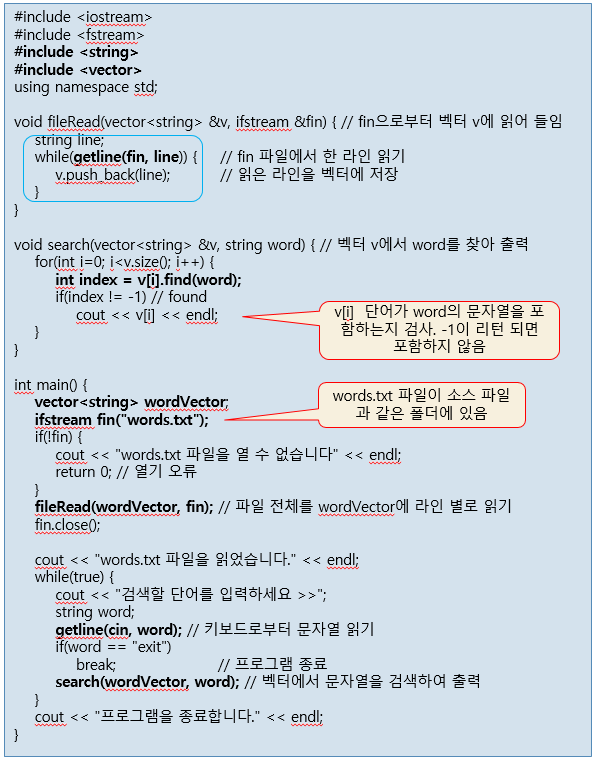 #include <iostream>
#include <fstream>
#include <string>
#include <vector>
using namespace std;
void fileRead(vector<string> &v, ifstream &fin) { // fin으로부터 벡터 v에 읽어 들임
string line;
while(getline(fin, line)) { // fin 파일에서 한 라인 읽기
v.push_back(line); // 읽은 라인을 벡터에 저장
}
}
void search(vector<string> &v, string word) { // 벡터 v에서 word를 찾아 출력
for(int i=0; i<v.size(); i++) {
int index = v[i].find(word);
if(index != -1) // found
cout << v[i] << endl;
}
}
v[i] 단어가 word의 문자열을 포
함하는지 검사. -1이 리턴 되면
포함하지 않음
int main() {
vector<string> wordVector;
ifstream fin("words.txt");
words.txt 파일이 소스 파일
과 같은 폴더에 있음
if(!fin) {
cout << "words.txt 파일을 열 수 없습니다" << endl;
return 0; // 열기 오류
}
fileRead(wordVector, fin); // 파일 전체를 wordVector에 라인 별로 읽기
fin.close();
cout << "words.txt 파일을 읽었습니다." << endl;
while(true) {
cout << "검색할 단어를 입력하세요 >>";
string word;
getline(cin, word); // 키보드로부터 문자열 읽기
if(word == "exit")
break; // 프로그램 종료
search(wordVector, word); // 벡터에서 문자열을 검색하여 출력
}
cout << "프로그램을 종료합니다." << endl;
}